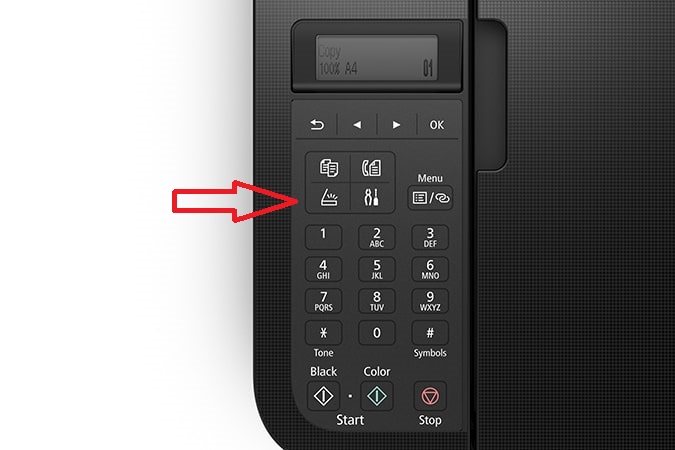 Copy
100% A4 01
OK
Menu
/
1 2 3
ABC DEF
4 5 6
GHI JKL MNO
7 8 9
PQRS TUV WXYZ
* 0 #
Tone Symbols
Black Color
Start Stop